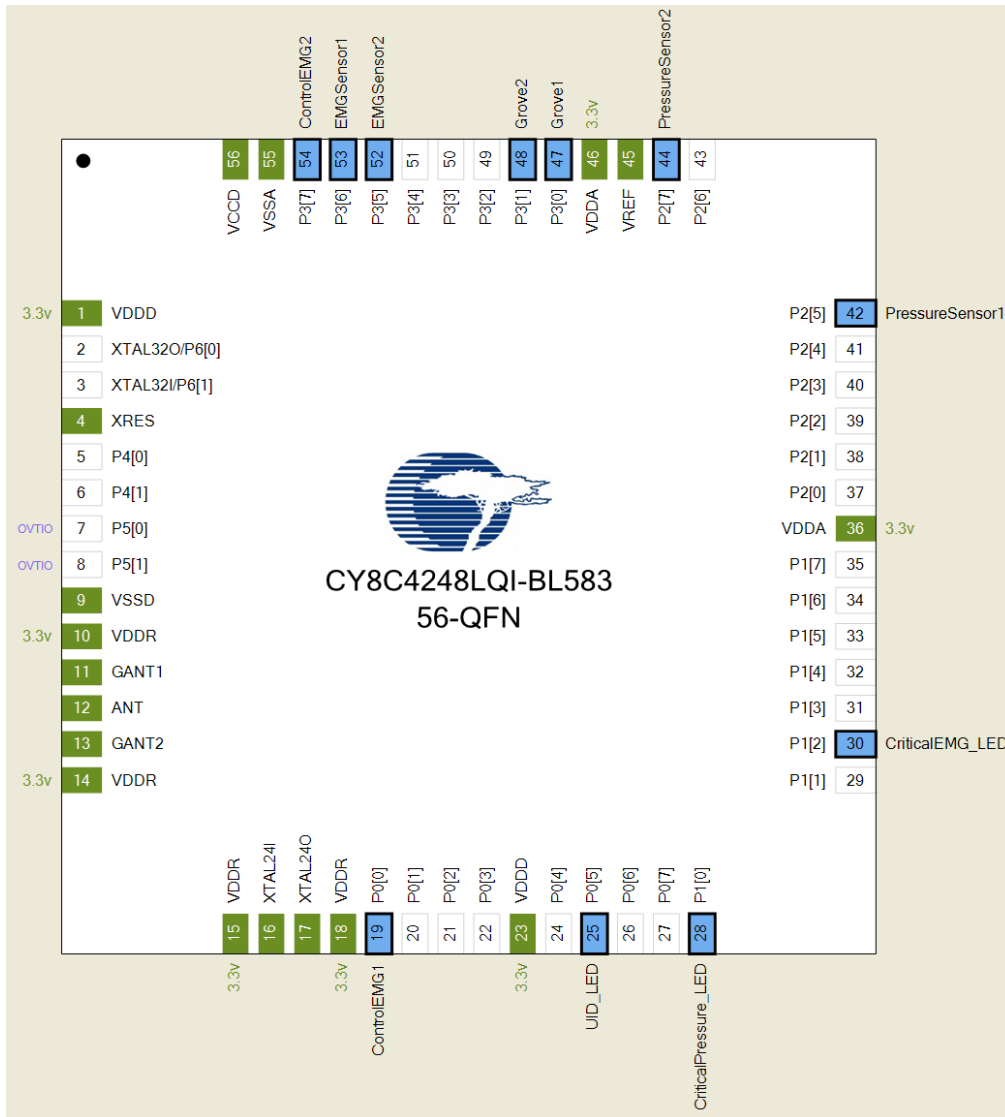 ControlEMG2
EMGSensor1
EMGSensor2
Grove2
Grove1
3.3v
PressureSensor2
56
55
54
53
52
51
50
49
48
47
46
45
44
43
VCCD
VSSA
P3[7]
P3[6]
P3[5]
P3[4]
P3[3]
P3[2]
P3[1]
P3[0]
VDDA
VREF
P2[7]
P2[6]
3.3v 1 VDDD
2 XTAL32O/P6[0]
3 XTAL32I/P6[1]
4 XRES
5 P4[0]
6 P4[1]
OVTIO 7 P5[0]
OVTIO 8 P5[1]
9 VSSD
3.3v 10 VDDR
11 GANT1
12 ANT
13 GANT2
3.3v 14 VDDR
CY8C4248LQI-BL583
56-QFN
P2[5] 42 PressureSensor1
P2[4] 41
P2[3] 40
P2[2] 39
P2[1] 38
P2[0] 37
VDDA 36 3.3v
P1[7] 35
P1[6] 34
P1[5] 33
P1[4] 32
P1[3] 31
P1[2] 30 CriticalEMG_LED
P1[1] 29
VDDR
XTAL24I
XTAL24O
VDDR
P0[0]
P0[1]
P0[2]
P0[3]
VDDD
P0[4]
P0[5]
P0[6]
P0[7]
P1[0]
15
16
17
18
19
20
21
22
23
24
25
26
27
28
3.3v
3.3v
ControlEMG1
3.3v
UID_LED
CriticalPressure_LED